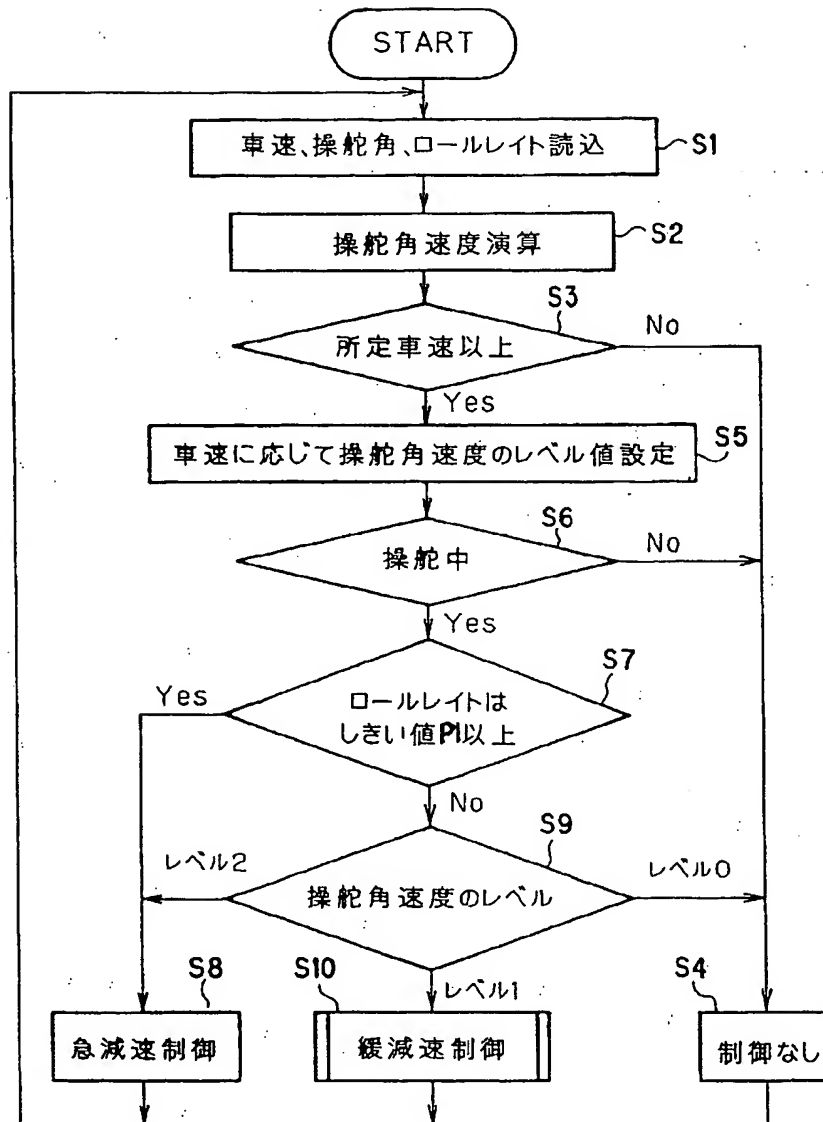 START
車速、操舵角、ロールレイト読込
S1
操舵角速度演算
S2
S3
所定車速以上
No
Yes
車速に応じて操舵角速度のレベル値設定
S5
S6
操舵中
No
Yes
S7
Yes
ロールレイトは
しきい値P1以上
No
S9
レベル2
操舵角速度のレベル
レベル0
S8
急減速制御
S10
レベル1
緩減速制御
S4
制御なし